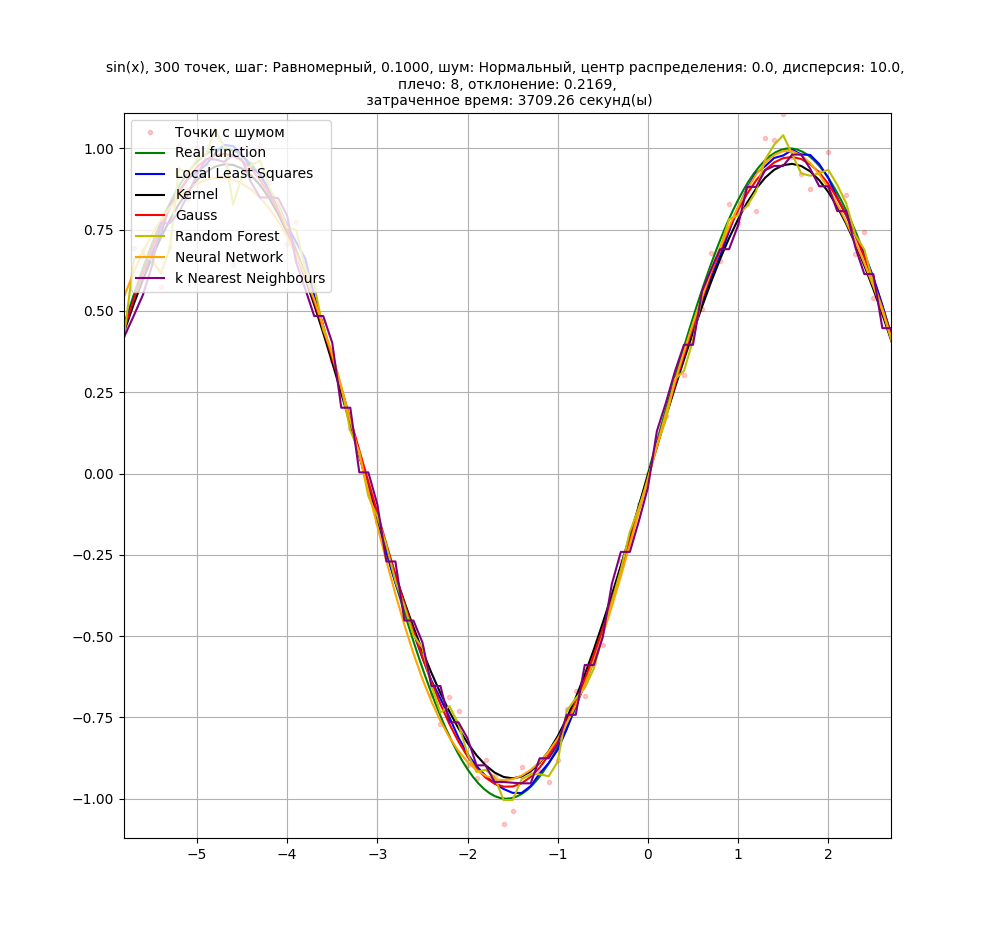 sin(x), 300 точек, шаг: Равномерный, 0.1000, шум: Нормальный, центр распределения: 0.0, дисперсия: 10.0,
плечо: 8, отклонение: 0.2169,
затраченное время: 3709.26 секунд(ы)
Точки с шумом
Real function
Local Least Squares
Kernel
Gauss
Random Forest
Neural Network
k Nearest Neighbours
1.00
0.75
0.50
0.25
0.00
−0.25
−0.50
−0.75
−1.00
−5 −4 −3 −2 −1 0 1 2